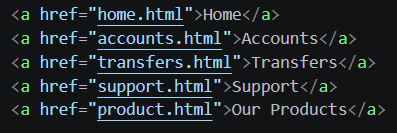 <a href="home.html">Home</a>
<a href="accounts.html">Accounts</a>
<a href="transfers.html">Transfers</a>
<a href="support.html">Support</a>
<a href="product.html">Our Products</a>